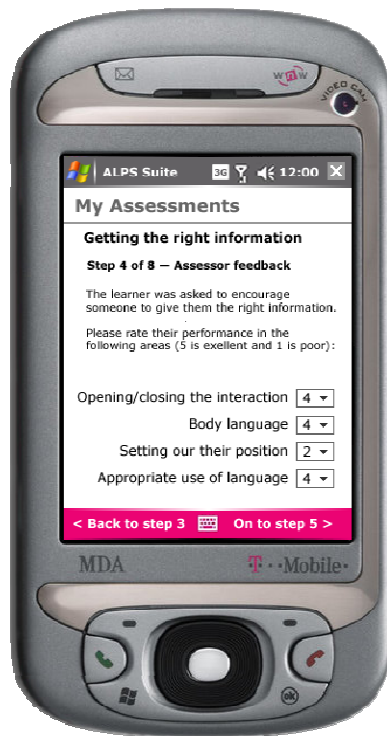 WnW
VIDEO CAM
ALPS Suite 3G 12:00 X
My Assessments
Getting the right information
Step 4 of 8 — Assessor feedback
The learner was asked to encourage
someone to give them the right information.
Please rate their performance in the
following areas (5 is exellent and 1 is poor):
Opening/closing the interaction 4
Body language 4
Setting our their position 2
Appropriate use of language 4
< Back to step 3 On to step 5 >
MDA T··Mobile·
ok